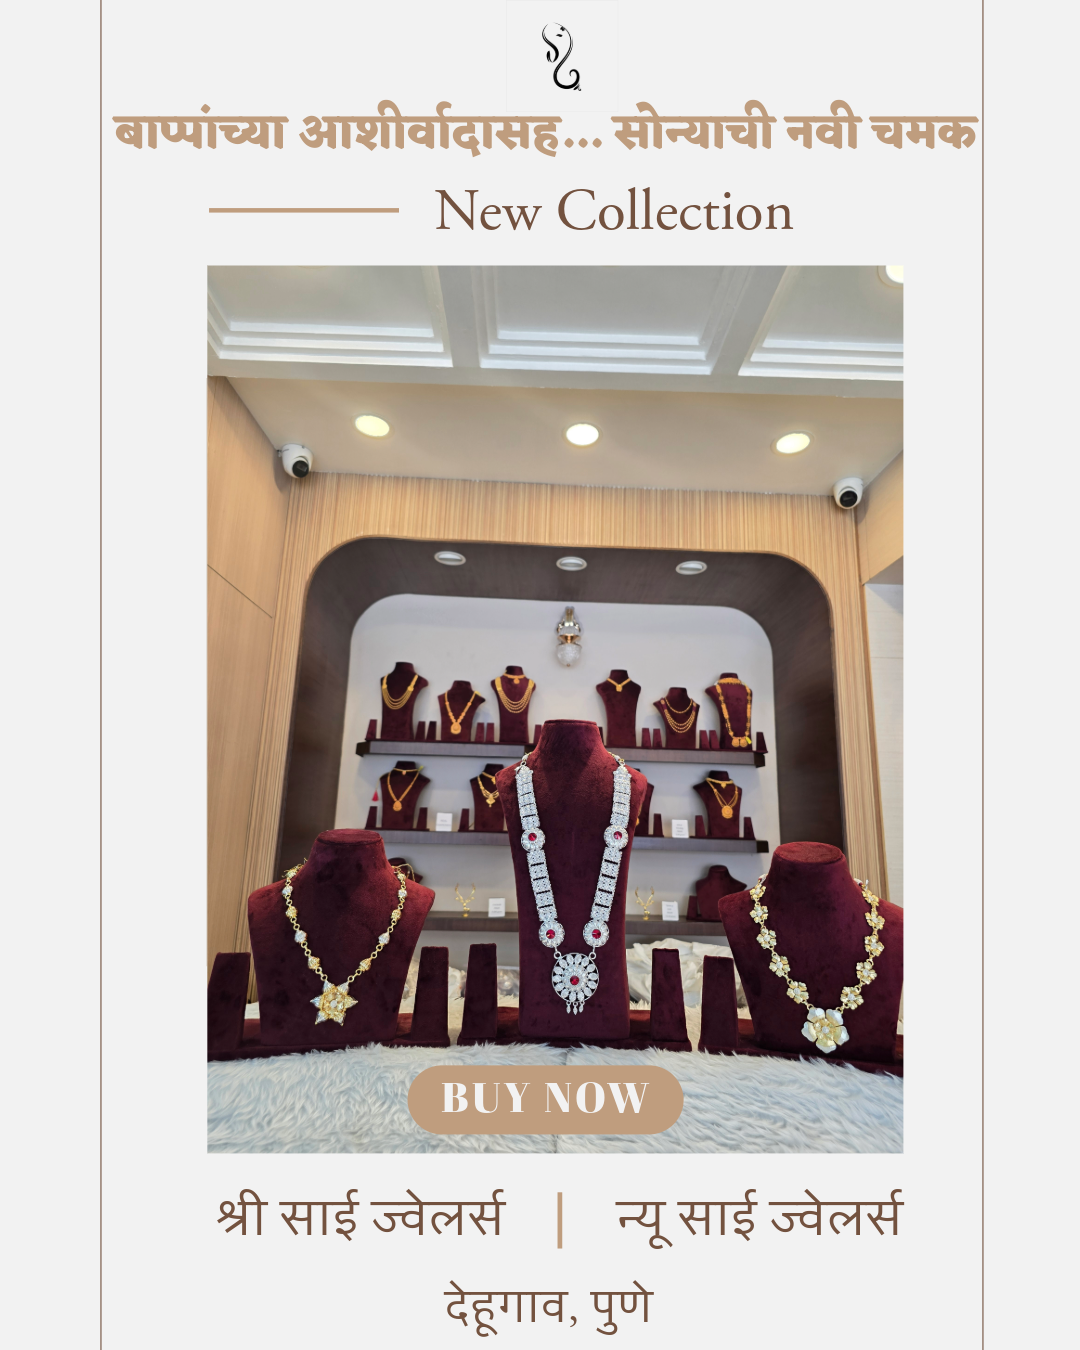 बाप्पांच्या आशीर्वादासह... सोन्याची नवी चमक
New Collection
BUY NOW
श्री साई ज्वेलर्स | न्यू साई ज्वेलर्स
देहूगाव, पुणे